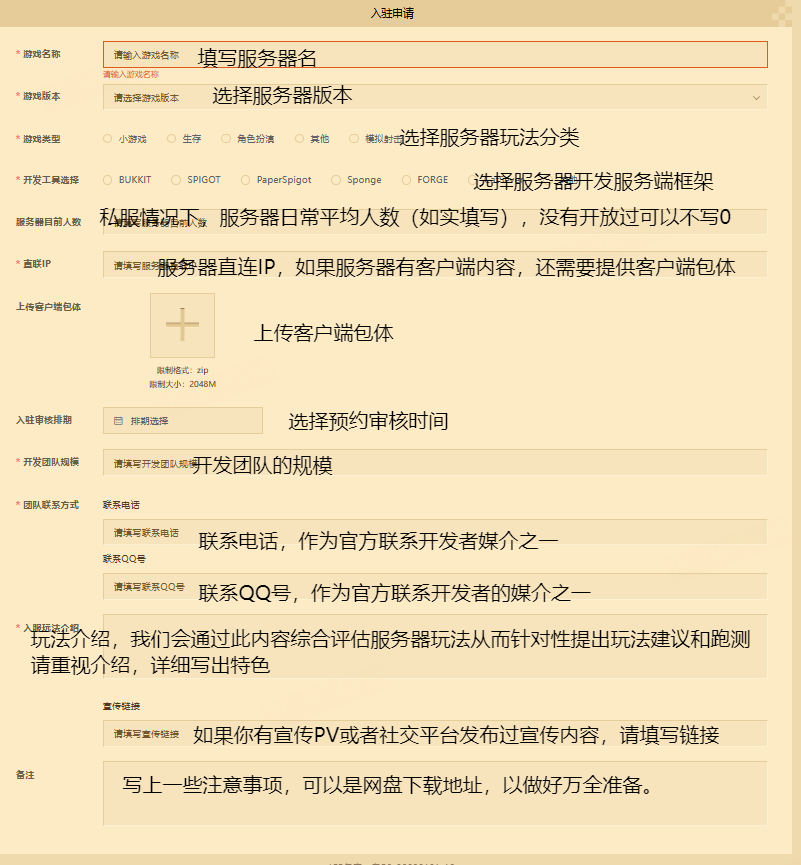 入驻申请
* 游戏名称
请输入游戏名称 填写服务器名
请输入游戏名称
* 游戏版本
请选择游戏版本 选择服务器版本
* 游戏类型
小游戏 生存 角色扮演 其他 模拟射击 选择服务器玩法分类
* 开发工具选择
BUKKIT SPIGOT PaperSpigot Sponge FORGE 选择服务器开发服务端框架
服务器目前人数
私服情况下，服务器日常平均人数（如实填写），没有开放过可以不写0
* 直联IP
请填写服务 服务器直连IP，如果服务器有客户端内容，还需要提供客户端包体
上传客户端包体
上传客户端包体
限制格式：zip
限制大小：2048M
入驻审核排期
排期选择 选择预约审核时间
* 开发团队规模
请填写开发团队规模 开发团队的规模
* 团队联系方式
联系电话
请填写联系电话 联系电话，作为官方联系开发者媒介之一
联系QQ号
请填写联系QQ号 联系QQ号，作为官方联系开发者的媒介之一
* 入服玩法介绍
玩法介绍，我们会通过此内容综合评估服务器玩法从而针对性提出玩法建议和跑测
请重视介绍，详细写出特色
宣传链接
请填写宣传链接 如果你有宣传PV或者社交平台发布过宣传内容，请填写链接
备注
写上一些注意事项，可以是网盘下载地址，以做好万全准备。